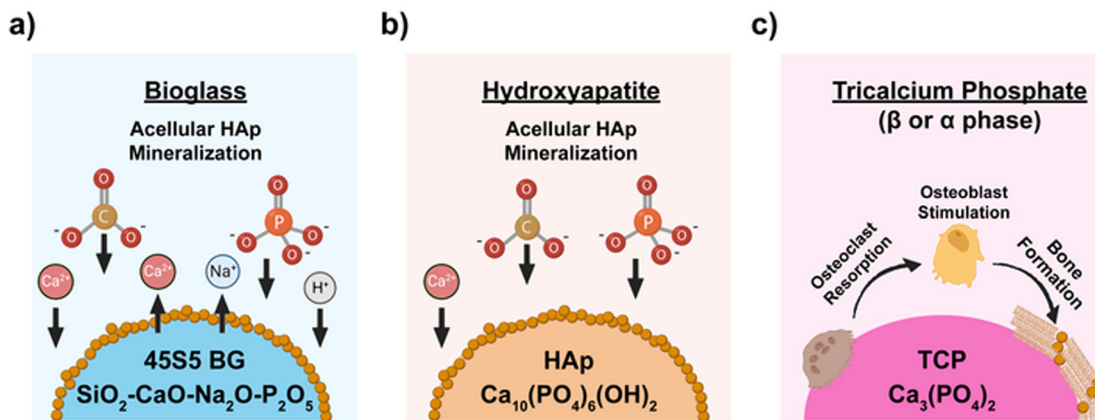 a)
Bioglass
Acellular HAp
Mineralization
O
C
O
-
O
-
O
P
O
-
O
-
O
-
Ca²⁺
Ca²⁺
Na⁺
H⁺
45S5 BG
SiO₂-CaO-Na₂O-P₂O₅
b)
Hydroxyapatite
Acellular HAp
Mineralization
O
C
O
-
O
-
O
P
O
-
O
-
O
-
Ca²⁺
HAp
Ca₁₀(PO₄)₆(OH)₂
c)
Tricalcium Phosphate
(β or α phase)
Osteoblast
Stimulation
Osteoclast
Resorption
Bone
Formation
TCP
Ca₃(PO₄)₂